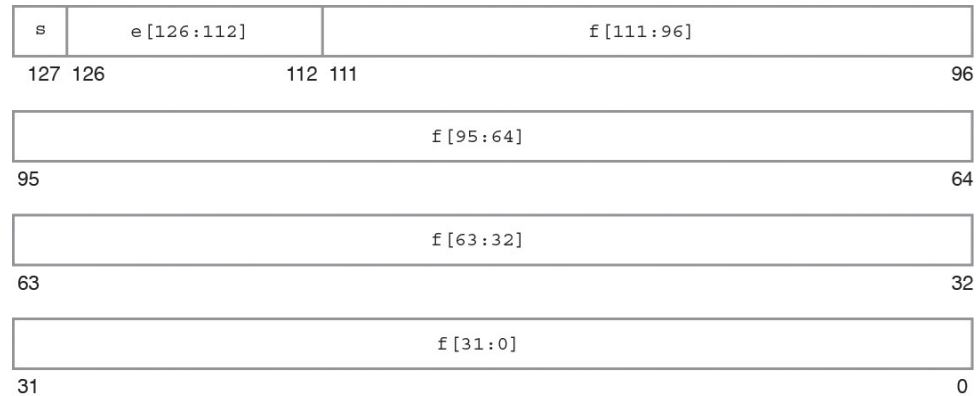 s e[126:112] f[111:96]
127 126 112 111 96
f[95:64]
95 64
f[63:32]
63 32
f[31:0]
31 0